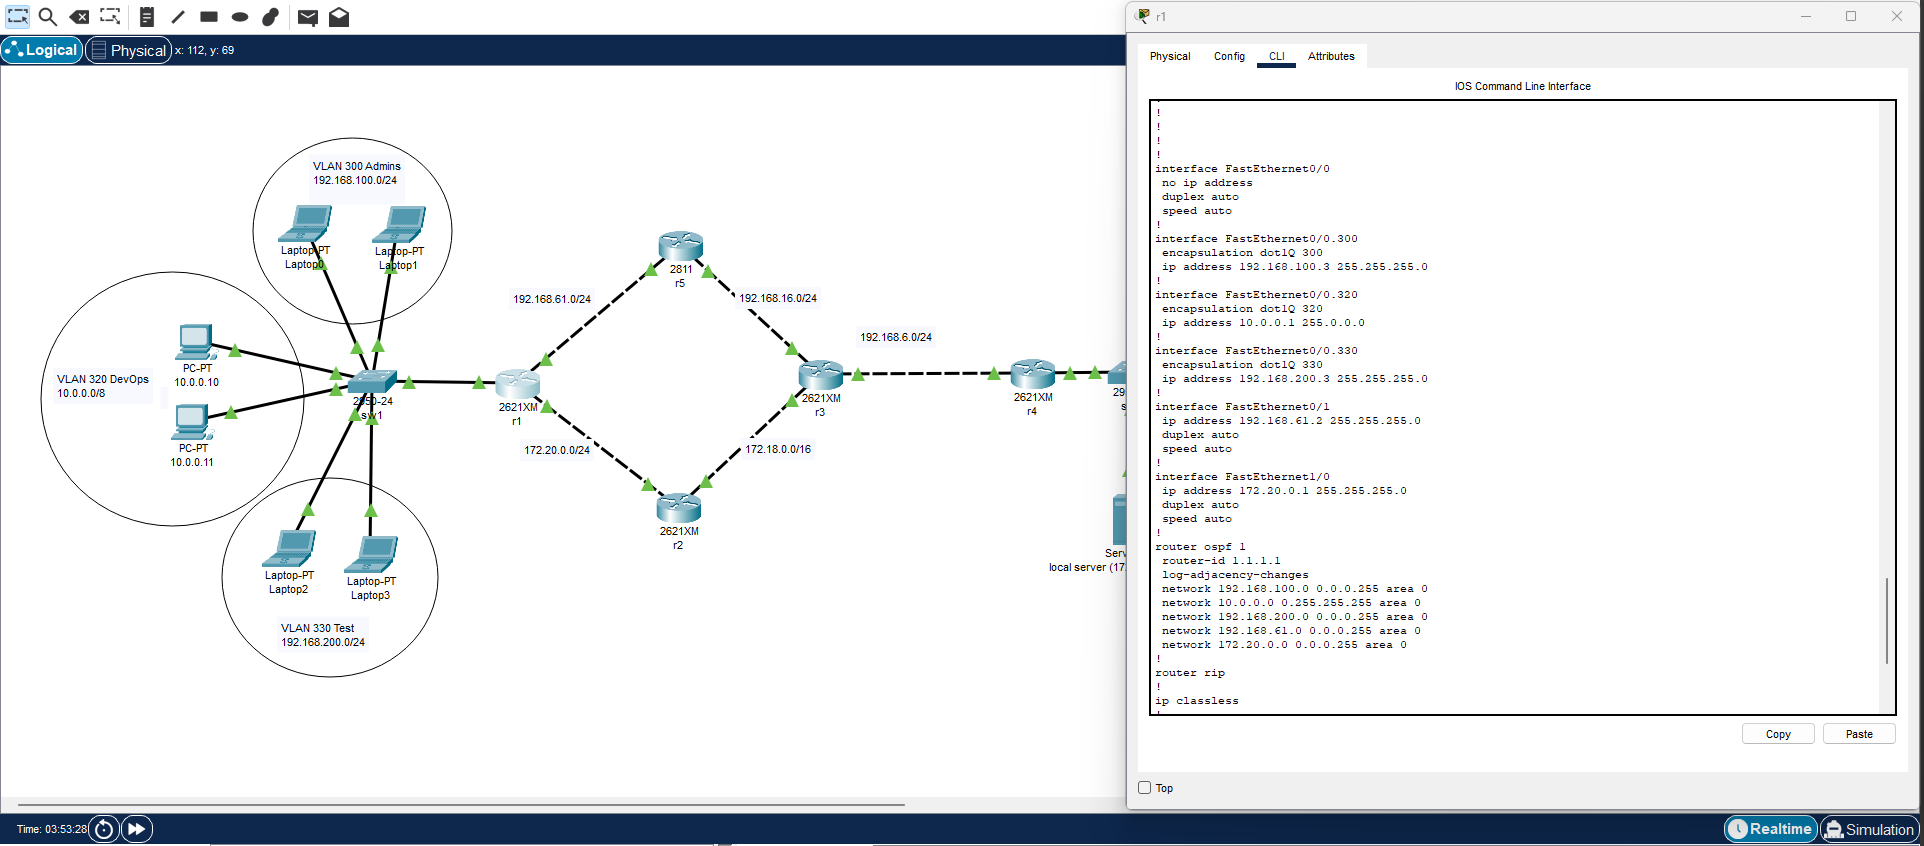 Logical
Physical
x: 112, y: 69
VLAN 300 Admins
192.168.100.0/24
Laptop-PT
Laptop0
Laptop-PT
Laptop1
VLAN 320 DevOps
10.0.0.0/8
PC-PT
10.0.0.10
PC-PT
10.0.0.11
2950-24
sw1
Laptop-PT
Laptop2
Laptop-PT
Laptop3
VLAN 330 Test
192.168.200.0/24
192.168.61.0/24
2811
r5
192.168.16.0/24
192.168.6.0/24
2621XM
r1
2621XM
r3
2621XM
r4
29
s
172.20.0.0/24
172.18.0.0/16
2621XM
r2
Serv
local server (17
Time: 03:53:28
r1
Physical
Config
CLI
Attributes
IOS Command Line Interface
!
!
!
!
interface FastEthernet0/0
no ip address
duplex auto
speed auto
!
interface FastEthernet0/0.300
encapsulation dot1Q 300
ip address 192.168.100.3 255.255.255.0
!
interface FastEthernet0/0.320
encapsulation dot1Q 320
ip address 10.0.0.1 255.0.0.0
!
interface FastEthernet0/0.330
encapsulation dot1Q 330
ip address 192.168.200.3 255.255.255.0
!
interface FastEthernet0/1
ip address 192.168.61.2 255.255.255.0
duplex auto
speed auto
!
interface FastEthernet1/0
ip address 172.20.0.1 255.255.255.0
duplex auto
speed auto
!
router ospf 1
router-id 1.1.1.1
log-adjacency-changes
network 192.168.100.0 0.0.0.255 area 0
network 10.0.0.0 0.255.255.255 area 0
network 192.168.200.0 0.0.0.255 area 0
network 192.168.61.0 0.0.0.255 area 0
network 172.20.0.0 0.0.0.255 area 0
!
router rip
!
ip classless
Copy
Paste
Top
Realtime
Simulation